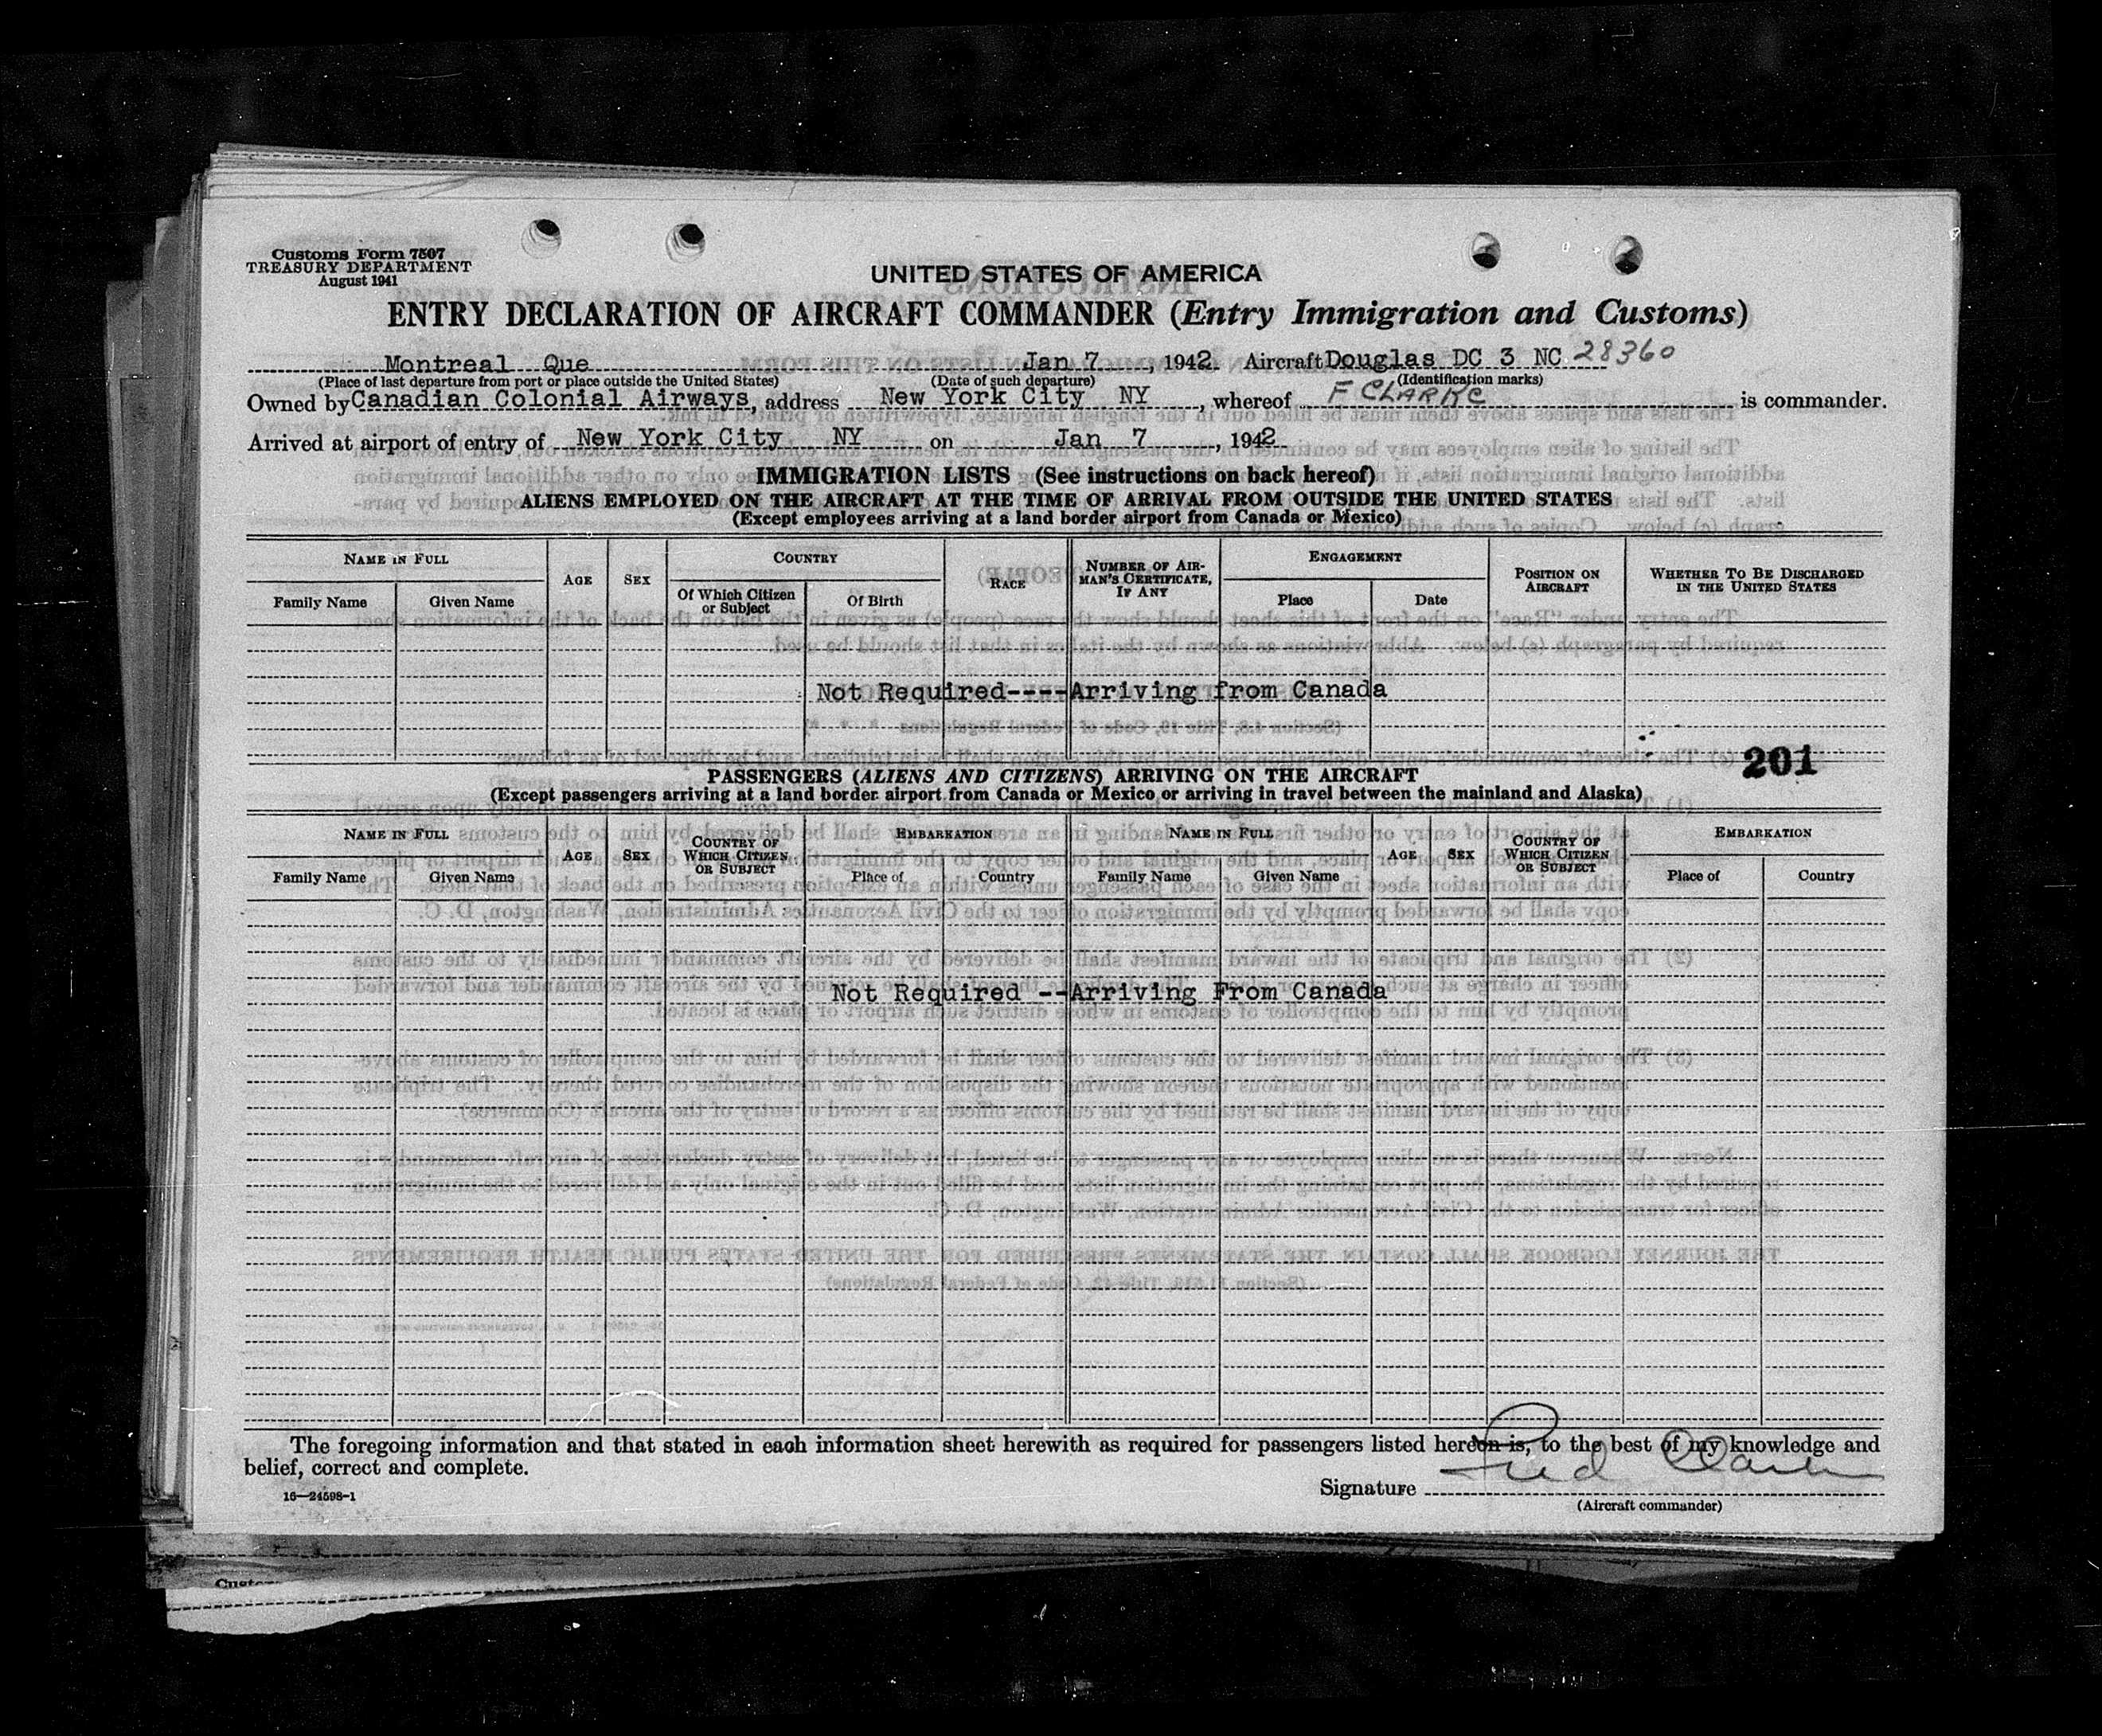 Customs Form 7507
TREASURY DEPARTMENT
August 1941
UNITED STATES OF AMERICA
ENTRY DECLARATION OF AIRCRAFT COMMANDER (Entry Immigration and Customs)
Montreal Que Jan 7, 1942 Aircraft Douglas DC 3 NC 28360
(Place of last departure from port or place outside the United States) (Date of such departure) (Identification marks)
Owned by Canadian Colonial Airways, address New York City NY, whereof F CLARKE is commander.
Arrived at airport of entry of New York City NY on Jan 7, 1942
IMMIGRATION LISTS (See instructions on back hereof)
ALIENS EMPLOYED ON THE AIRCRAFT AT THE TIME OF ARRIVAL FROM OUTSIDE THE UNITED STATES
(Except employees arriving at a land border airport from Canada or Mexico)
NAME IN FULL AGE SEX COUNTRY RACE NUMBER OF AIRMAN'S CERTIFICATE, IF ANY ENGAGEMENT POSITION ON AIRCRAFT WHETHER TO BE DISCHARGED IN THE UNITED STATES
Family Name Given Name Of Which Citizen or Subject Of Birth Place Date
Not Required----Arriving from Canada
201
PASSENGERS (ALIENS AND CITIZENS) ARRIVING ON THE AIRCRAFT
(Except passengers arriving at a land border airport from Canada or Mexico or arriving in travel between the mainland and Alaska)
NAME IN FULL AGE SEX COUNTRY OF WHICH CITIZEN OR SUBJECT EMBARKATION NAME IN FULL AGE SEX COUNTRY OF WHICH CITIZEN OR SUBJECT EMBARKATION
Family Name Given Name Place of Country Family Name Given Name Place of Country
Not Required --Arriving From Canada
The foregoing information and that stated in each information sheet herewith as required for passengers listed hereon is, to the best of my knowledge and
belief, correct and complete.
Signature Fred Clarke
(Aircraft commander)
16—24598-1